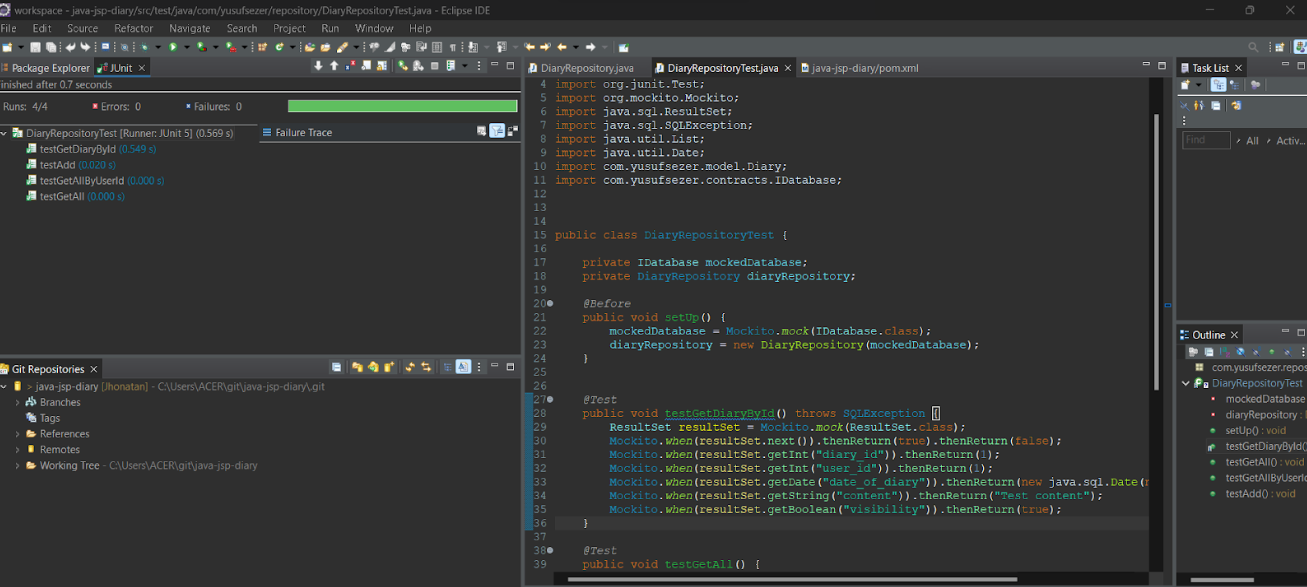 workspace - java-jsp-diary/src/test/java/com/yusufsezer/repository/DiaryRepositoryTest.java - Eclipse IDE
File Edit Source Refactor Navigate Search Project Run Window Help
Package Explorer JUnit
inished after 0.7 seconds
Runs: 4/4 Errors: 0 Failures: 0
DiaryRepositoryTest [Runner: JUnit 5] (0.569 s)
testGetDiaryById (0.549 s)
testAdd (0.020 s)
testGetAllByUserId (0.000 s)
testGetAll (0.000 s)
Failure Trace
Git Repositories
> java-jsp-diary [Jhonatan] - C:\Users\ACER\git\java-jsp-diary\.git
Branches
Tags
References
Remotes
Working Tree - C:\Users\ACER\git\java-jsp-diary
DiaryRepository.java DiaryRepositoryTest.java java-jsp-diary/pom.xml
4 import org.junit.Test;
5 import org.mockito.Mockito;
6 import java.sql.ResultSet;
7 import java.sql.SQLException;
8 import java.util.List;
9 import java.util.Date;
10 import com.yusufsezer.model.Diary;
11 import com.yusufsezer.contracts.IDatabase;
12
13
14
15 public class DiaryRepositoryTest {
16
17 private IDatabase mockedDatabase;
18 private DiaryRepository diaryRepository;
19
20 @Before
21 public void setUp() {
22 mockedDatabase = Mockito.mock(IDatabase.class);
23 diaryRepository = new DiaryRepository(mockedDatabase);
24 }
25
26
27 @Test
28 public void testGetDiaryById() throws SQLException {
29 ResultSet resultSet = Mockito.mock(ResultSet.class);
30 Mockito.when(resultSet.next()).thenReturn(true).thenReturn(false);
31 Mockito.when(resultSet.getInt("diary_id")).thenReturn(1);
32 Mockito.when(resultSet.getInt("user_id")).thenReturn(1);
33 Mockito.when(resultSet.getDate("date_of_diary")).thenReturn(new java.sql.Date(n
34 Mockito.when(resultSet.getString("content")).thenReturn("Test content");
35 Mockito.when(resultSet.getBoolean("visibility")).thenReturn(true);
36 }
37
38 @Test
39 public void testGetAll() {
Task List
Find All Activ...
Outline
com.yusufsezer.repos
DiaryRepositoryTest
mockedDatabase
diaryRepository :
setUp() : void
testGetDiaryById()
testGetAll() : void
testGetAllByUserId
testAdd() : void